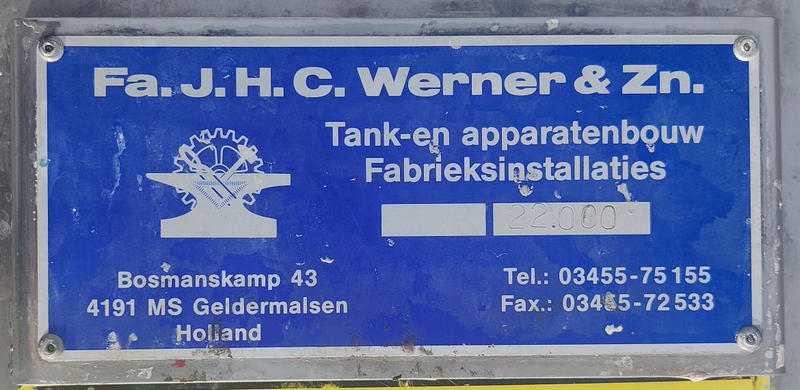 Fa. J. H. C. Werner & Zn.
Tank-en apparatenbouw
Fabrieksinstallaties
22.000
Bosmanskamp 43
4191 MS Geldermalsen
Holland
Tel.: 03455-75155
Fax.: 03455-72533